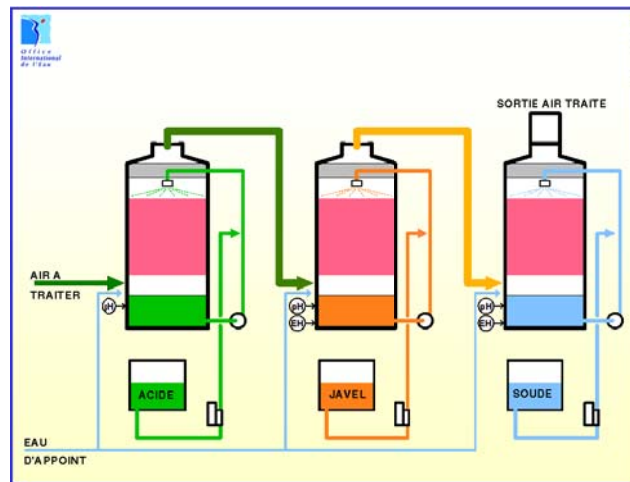 Office
International
de l'Eau
SORTIE AIR TRAITE
AIR A
TRAITER
pH
pH
EH
pH
EH
ACIDE
JAVEL
SOUDE
EAU
D'APPOINT